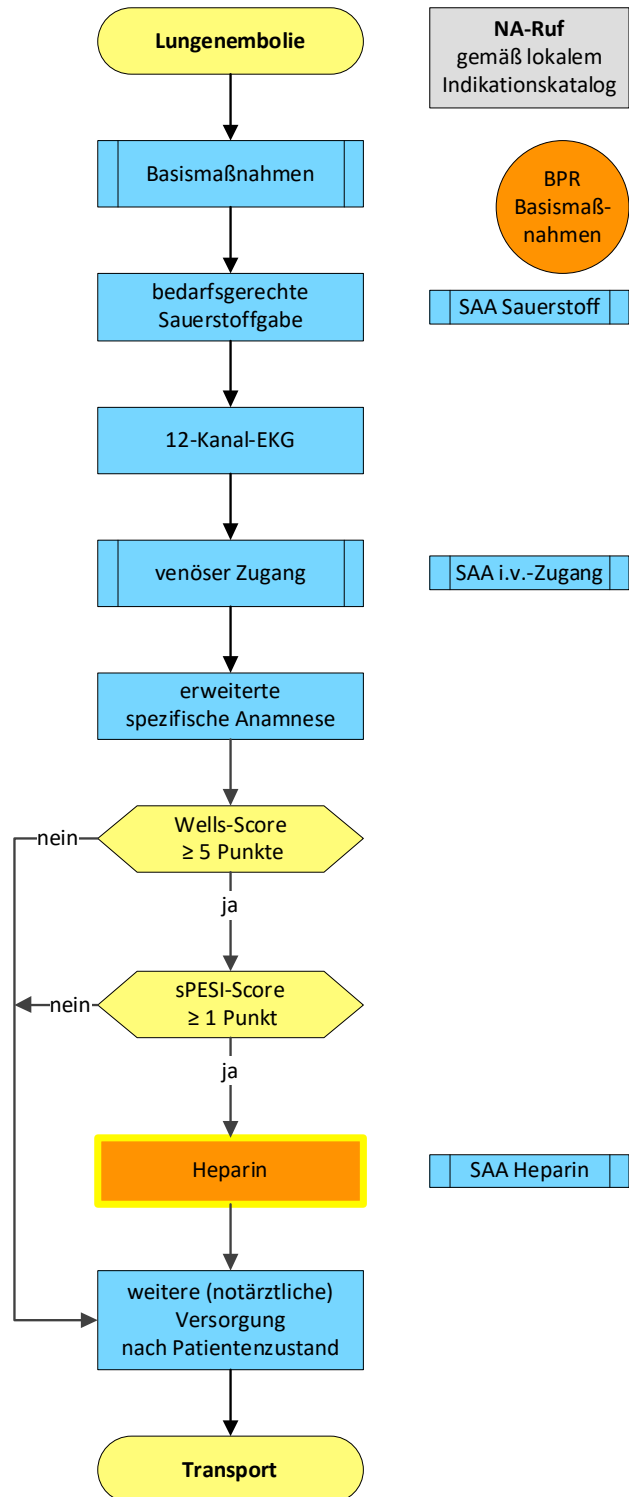 Lungenembolie
NA-Ruf
gemäß lokalem
Indikationskatalog
Basismaßnahmen
BPR
Basismaß-
nahmen
bedarfsgerechte
Sauerstoffgabe
SAA Sauerstoff
12-Kanal-EKG
venöser Zugang
SAA i.v.-Zugang
erweiterte
spezifische Anamnese
Wells-Score
≥ 5 Punkte
nein
ja
sPESI-Score
≥ 1 Punkt
nein
ja
Heparin
SAA Heparin
weitere (notärztliche)
Versorgung
nach Patientenzustand
Transport